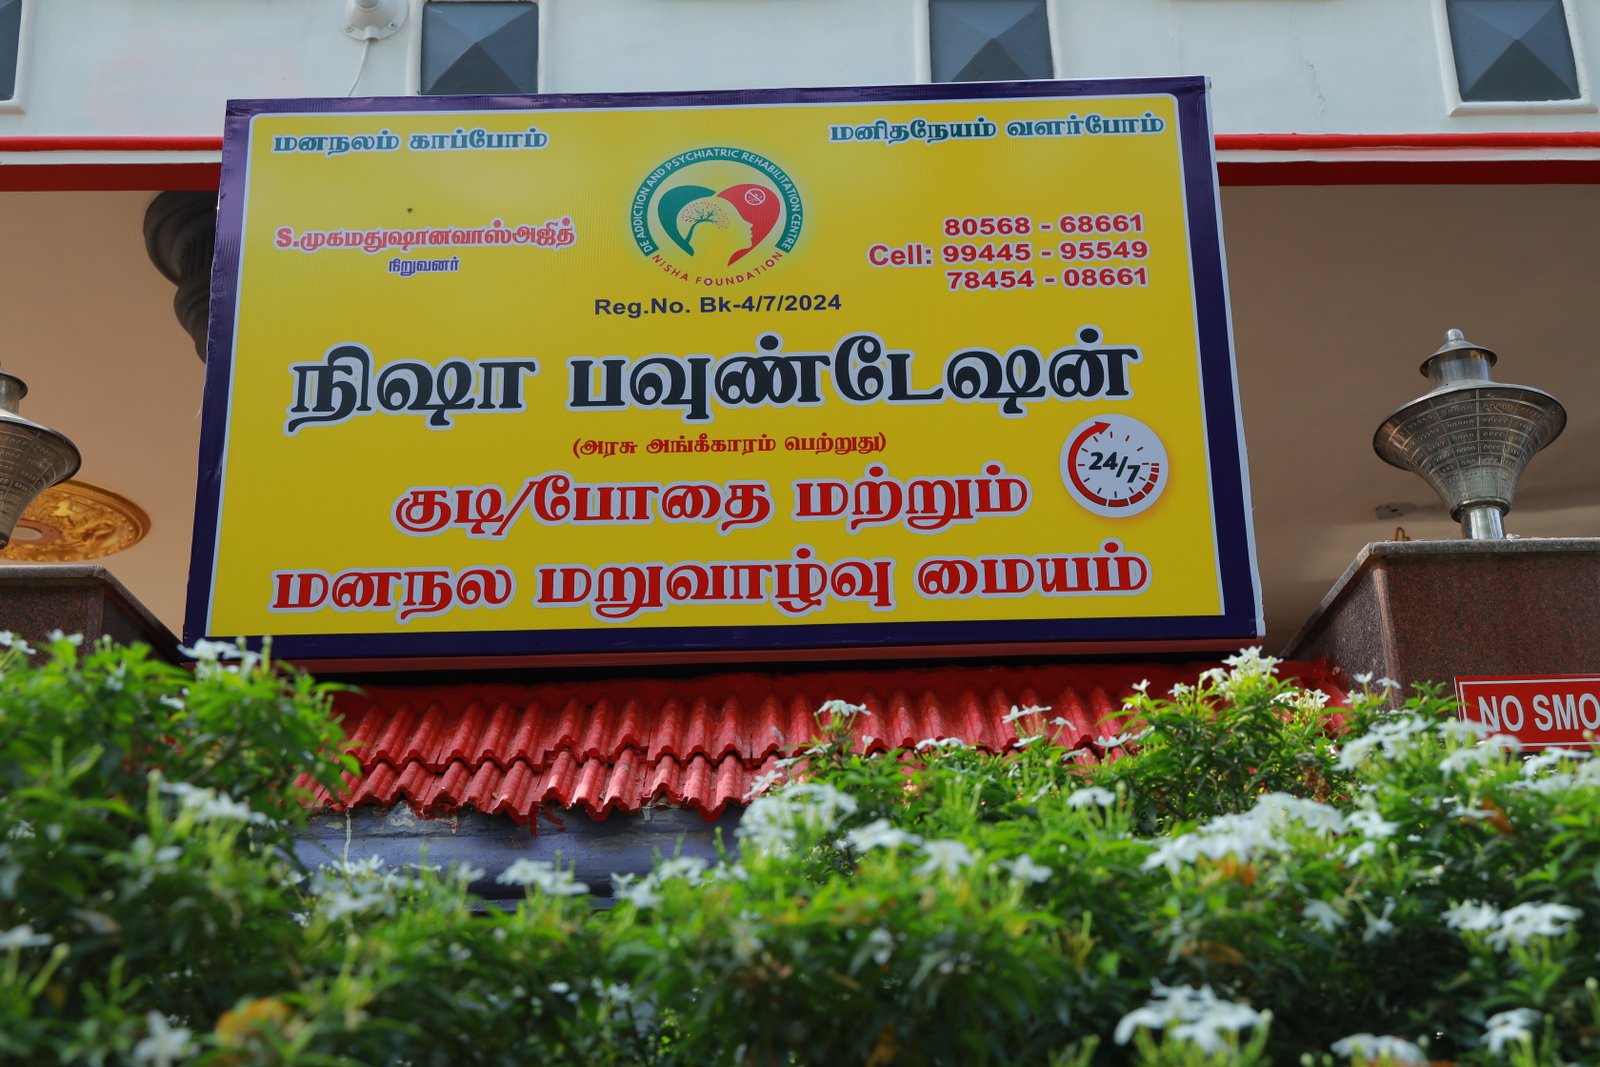 மனநலம் காப்போம்
மனிதநேயம் வளர்போம்
DE ADDICTION AND PSYCHIATRIC REHABILITATION CENTRE
NISHA FOUNDATION
S.முகமதுஷானவாஸ்அஜித்
நிறுவனர்
80568 - 68661
Cell: 99445 - 95549
78454 - 08661
Reg.No. Bk-4/7/2024
நிஷா பவுண்டேஷன்
(அரசு அங்கீகாரம் பெற்றுது)
24/7
குடி/போதை மற்றும்
மனநல மறுவாழ்வு மையம்
NO SMO